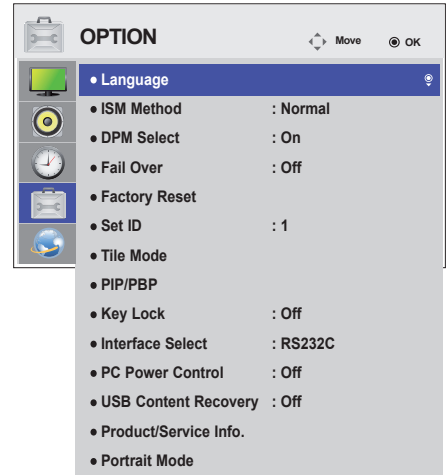 OPTION Move OK
● Language
● ISM Method : Normal
● DPM Select : On
● Fail Over : Off
● Factory Reset
● Set ID : 1
● Tile Mode
● PIP/PBP
● Key Lock : Off
● Interface Select : RS232C
● PC Power Control : Off
● USB Content Recovery : Off
● Product/Service Info.
● Portrait Mode